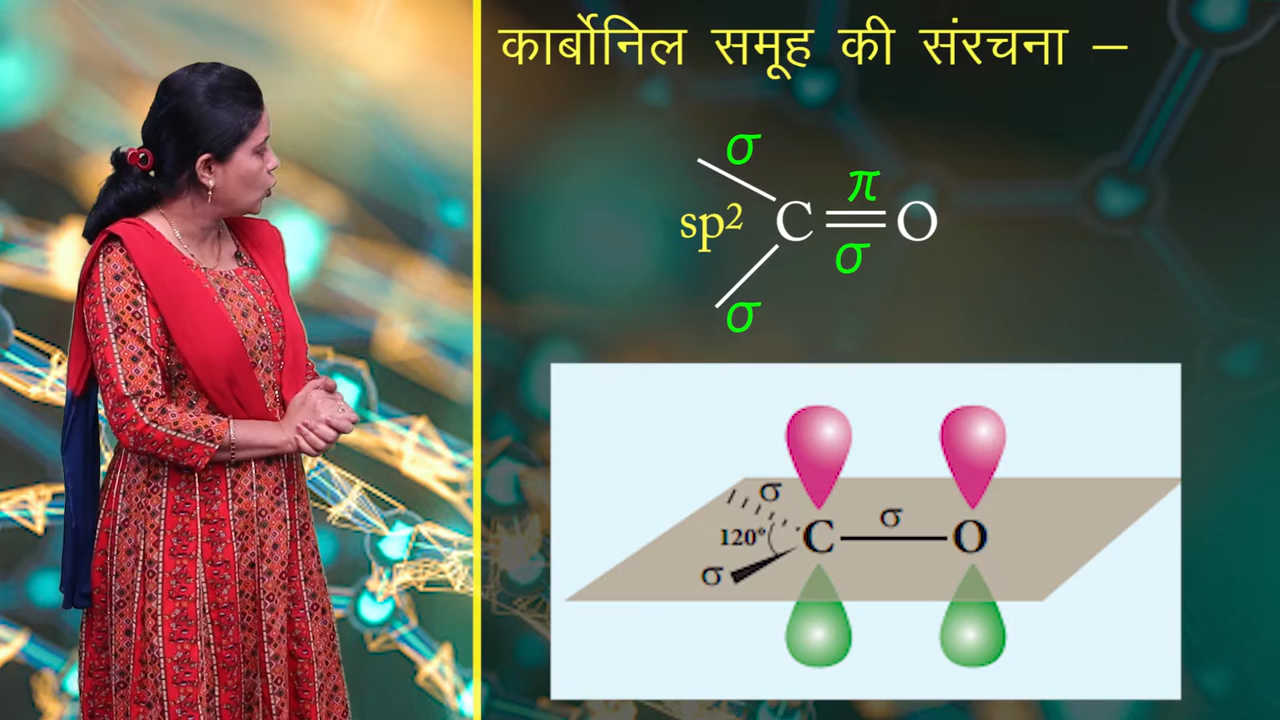 कार्बोनिल समूह की संरचना –
σ
π
sp² C=O
σ
σ
σ
σ
120° C O
σ